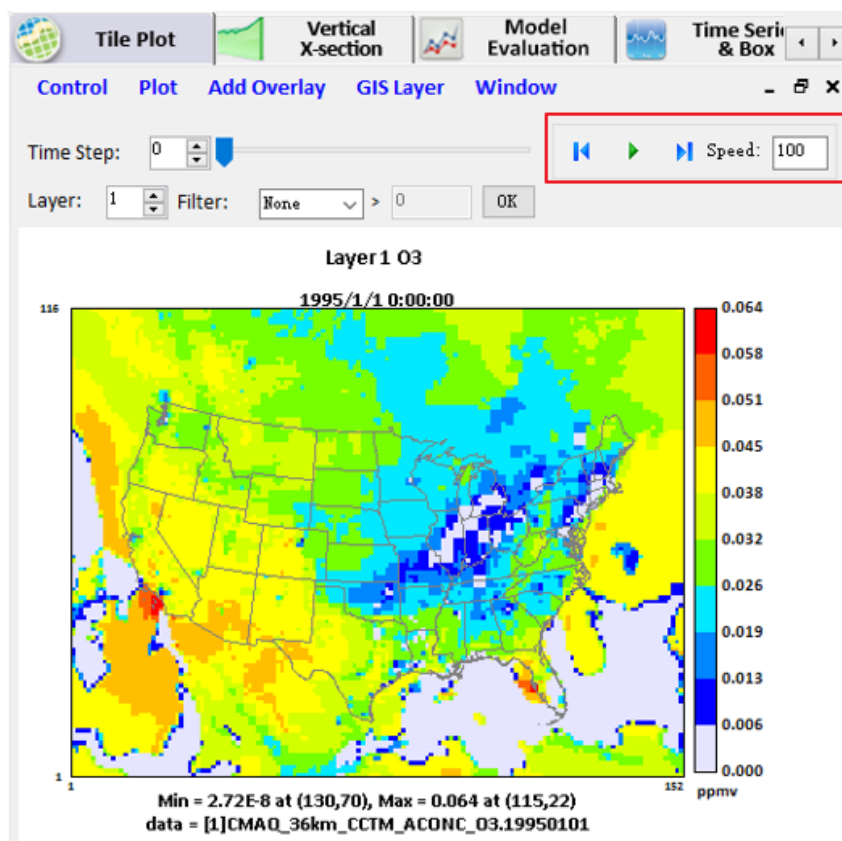 Tile Plot
Vertical
X-section
Model
Evaluation
Time Seri
& Box
Control Plot Add Overlay GIS Layer Window
Time Step: 0
Speed: 100
Layer: 1 Filter: None > 0 OK
Layer 1 O3
1995/1/1 0:00:00
116
0.064
0.058
0.051
0.045
0.038
0.032
0.026
0.019
0.013
0.006
0.000
ppmv
1
1
152
Min = 2.72E-8 at (130,70), Max = 0.064 at (115,22)
data = [1]CMAQ_36km_CCTM_ACONC_O3.19950101